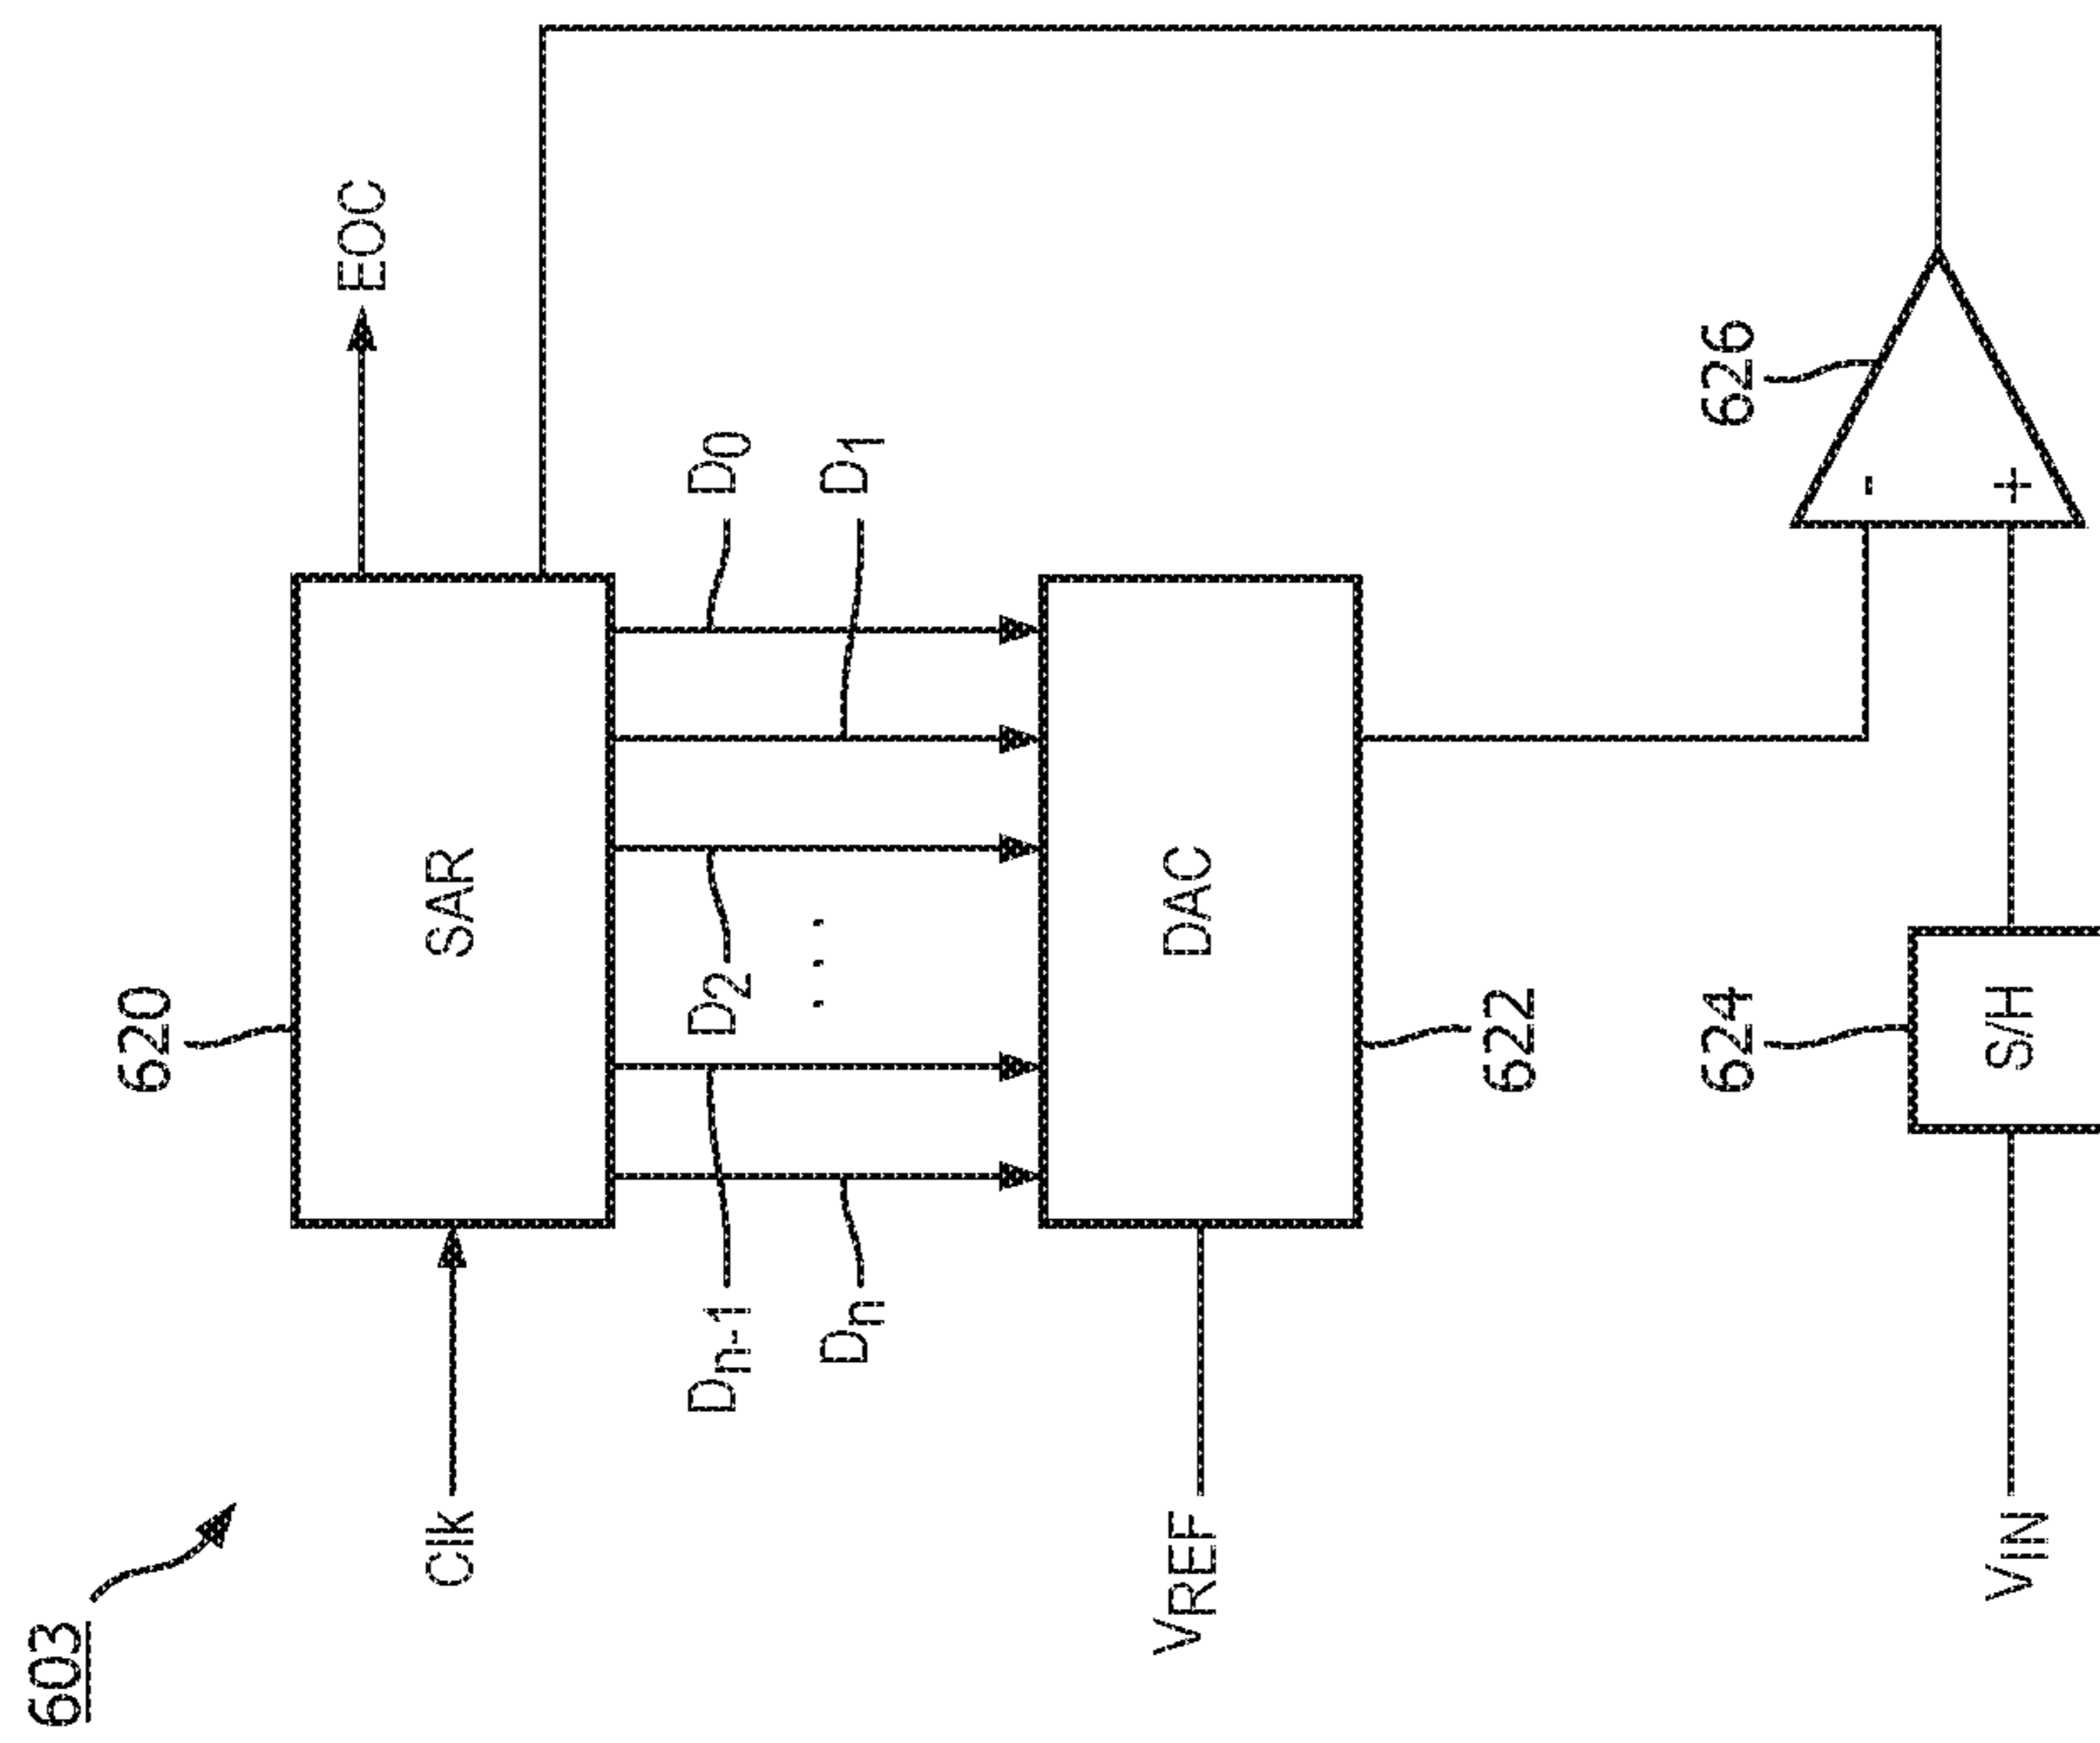 603
620
Clk
SAR
EOC
Dn-1
Dn
D2
...
D0
D1
VREF
DAC
622
624
626
VIN
S/H
-
+